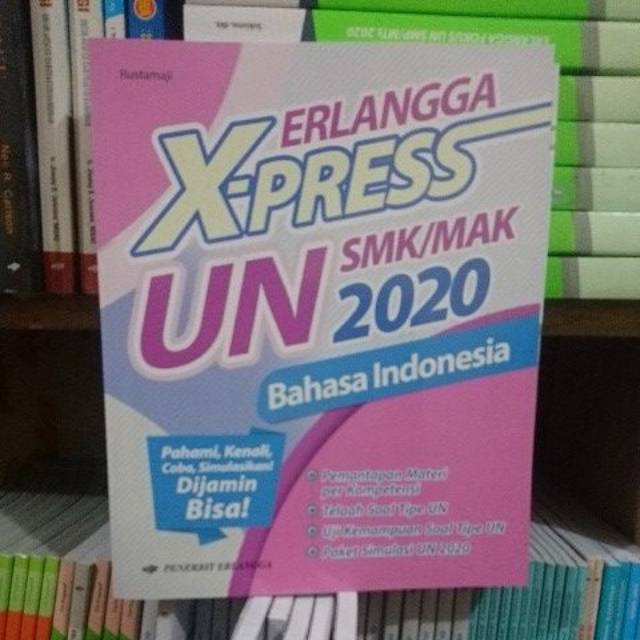 Rustamaji
ERLANGGA
X-PRESS
UN SMK/MAK
2020
Bahasa Indonesia
Pahami, Kenali,
Coba, Simulasikan!
Dijamin
Bisa!
Pemantapan Materi
per Kompetensi
Telaah Soal Tipe UN
Uji Kemampuan Soal Tipe UN
Paket Simulasi UN 2020
PENERBIT ERLANGGA